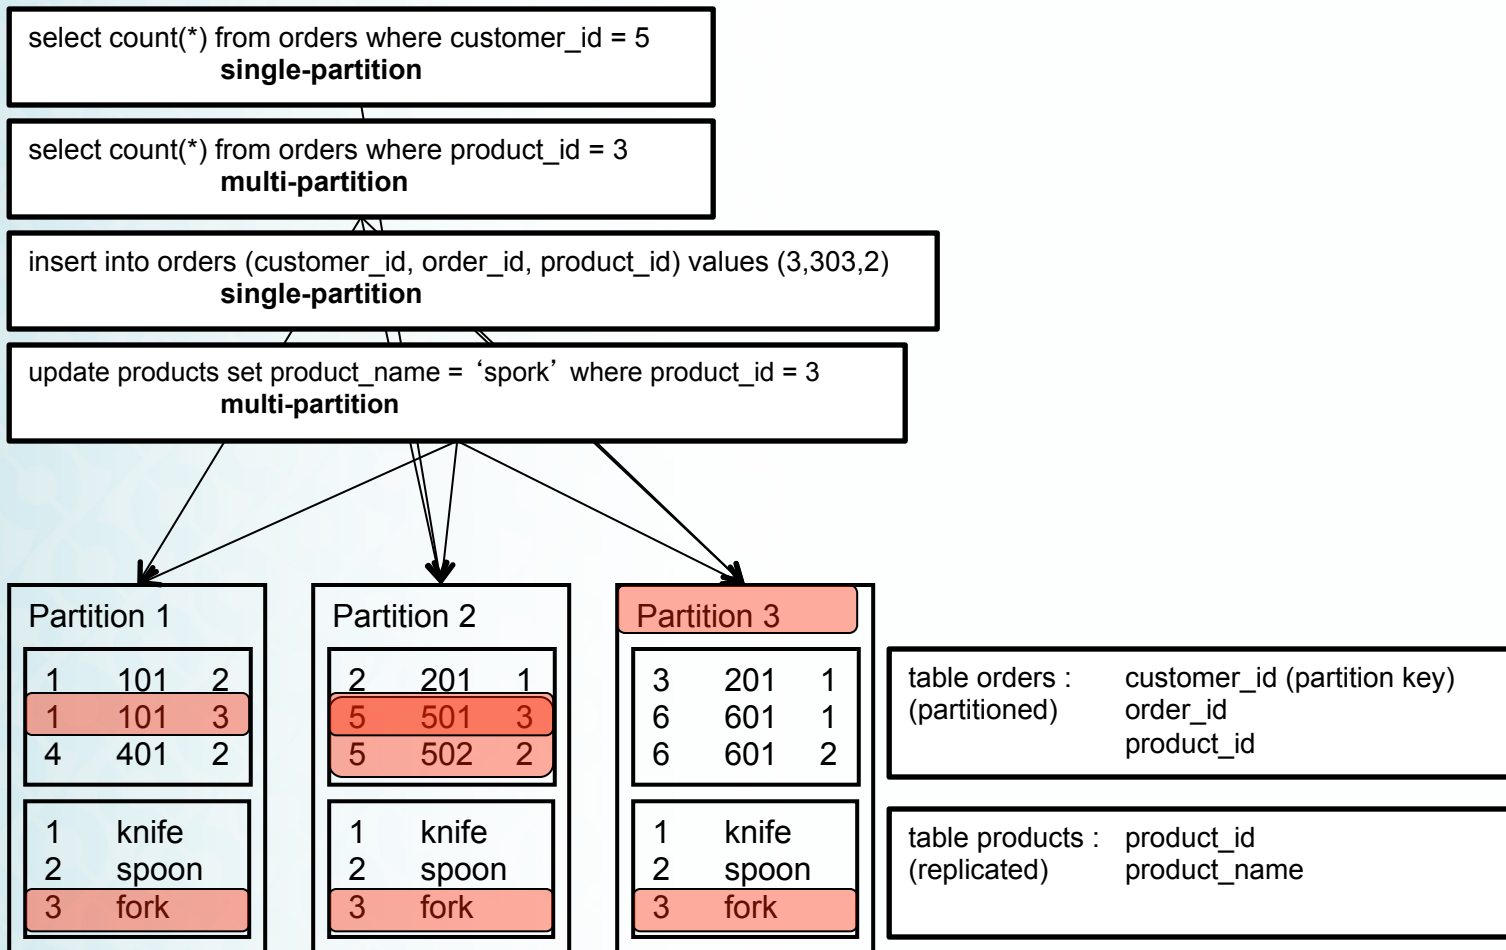 select count(*) from orders where customer_id = 5
single-partition
select count(*) from orders where product_id = 3
multi-partition
insert into orders (customer_id, order_id, product_id) values (3,303,2)
single-partition
update products set product_name = ‘spork’ where product_id = 3
multi-partition
Partition 1
1 101 2
1 101 3
4 401 2
1 knife
2 spoon
3 fork
Partition 2
2 201 1
5 501 3
5 502 2
1 knife
2 spoon
3 fork
Partition 3
3 201 1
6 601 1
6 601 2
1 knife
2 spoon
3 fork
table orders : customer_id (partition key)
(partitioned) order_id
product_id
table products : product_id
(replicated) product_name